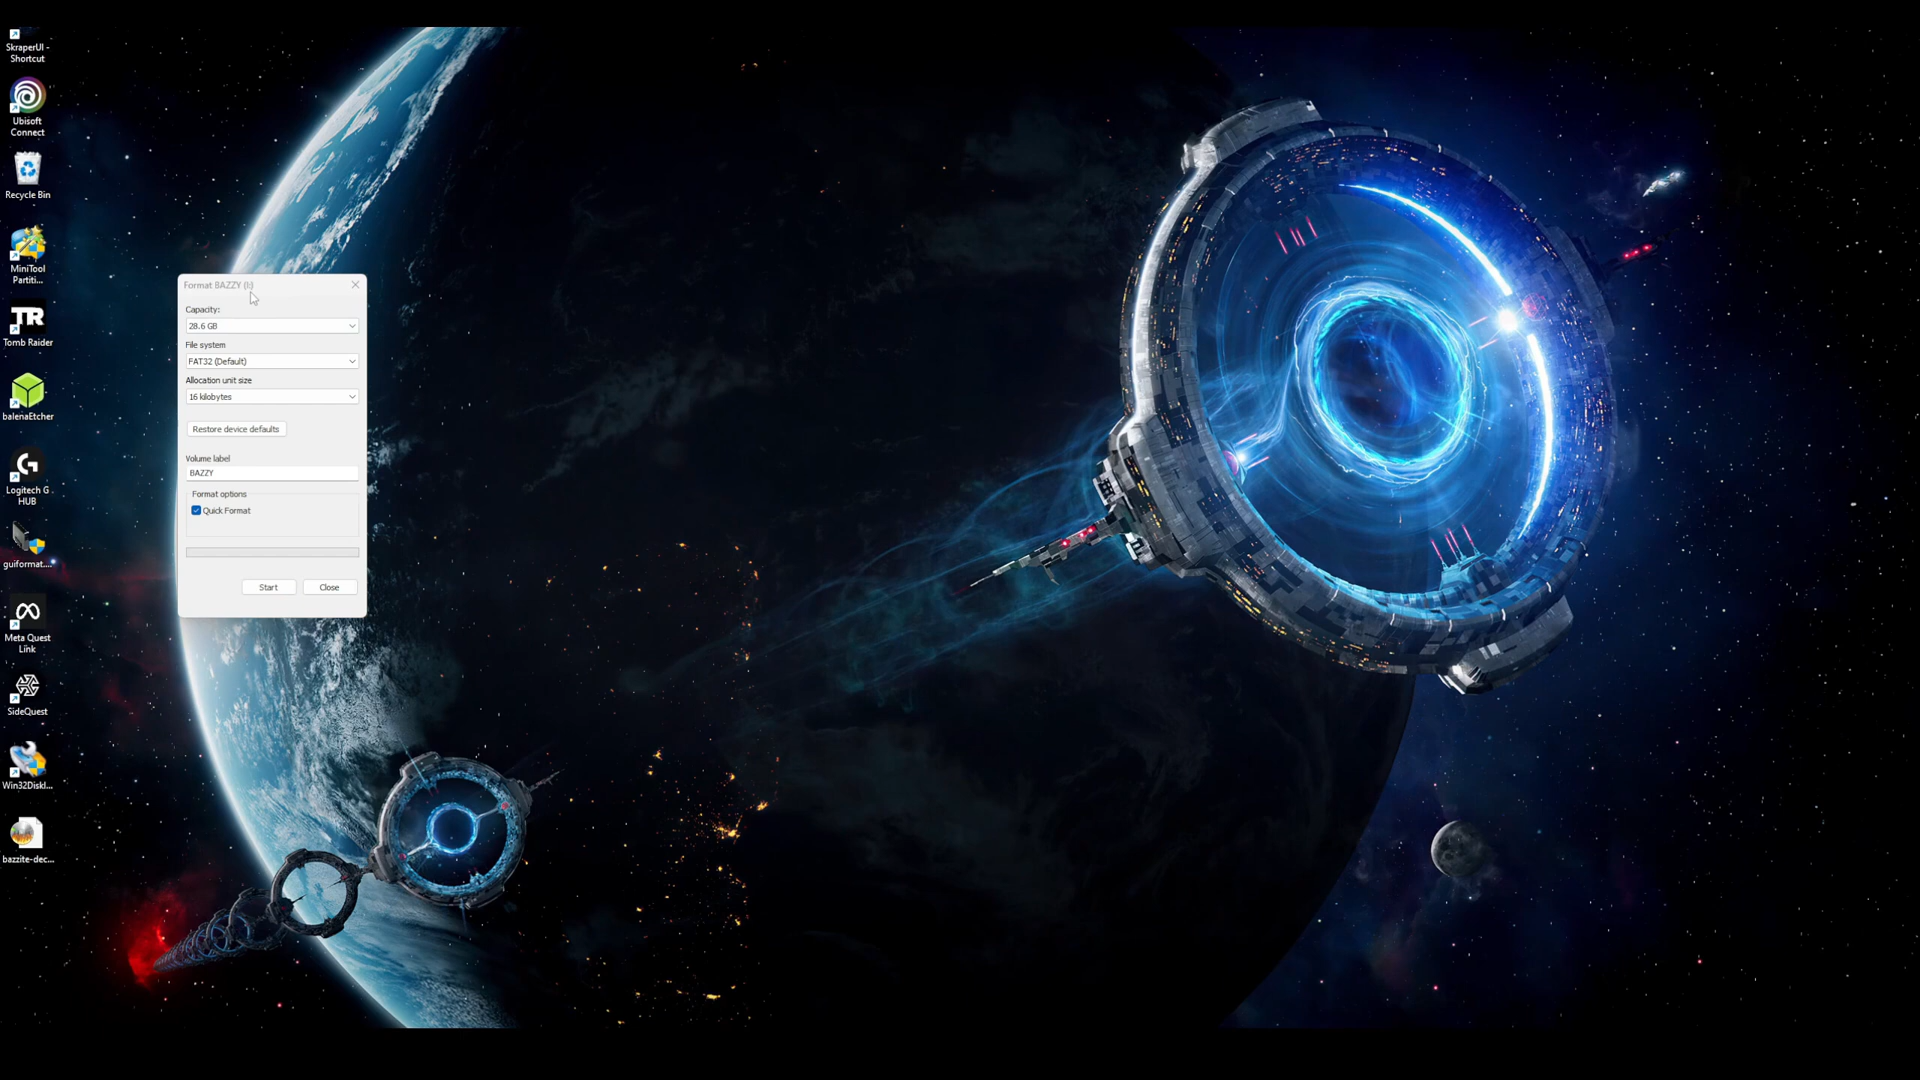 SkraperUI -
Shortcut
Ubisoft
Connect
Recycle Bin
MiniTool
Partiti...
TR
Tomb Raider
balenaEtcher
Logitech G
HUB
guiformat....
Meta Quest
Link
SideQuest
Win32DiskI...
bazzite-dec...
Format BAZZY (I:)
Capacity:
28.6 GB
File system
FAT32 (Default)
Allocation unit size
16 kilobytes
Restore device defaults
Volume label
BAZZY
Format options
Quick Format
Start
Close